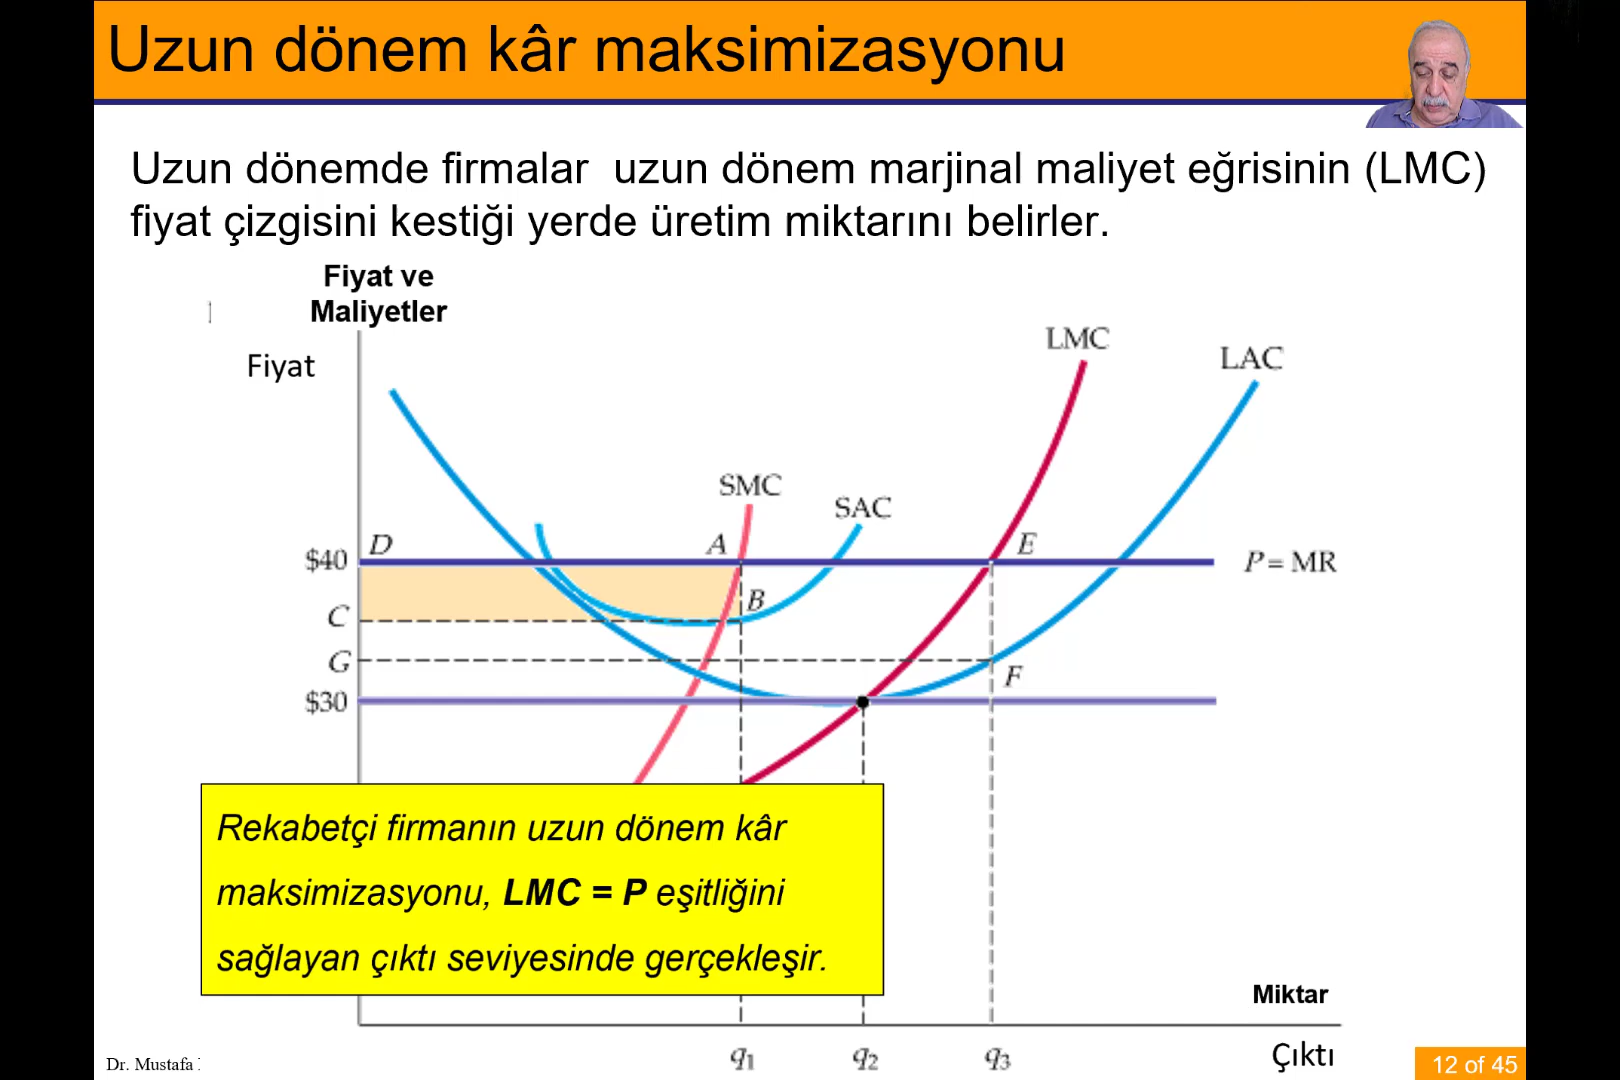 Uzun dönem kâr maksimizasyonu
Uzun dönemde firmalar uzun dönem marjinal maliyet eğrisinin (LMC)
fiyat çizgisini kestiği yerde üretim miktarını belirler.
Fiyat ve
Maliyetler
Fiyat
LMC
LAC
SMC
SAC
$40
D
A
E
P = MR
C
B
G
F
$30
Rekabetçi firmanın uzun dönem kâr
maksimizasyonu, LMC = P eşitliğini
sağlayan çıktı seviyesinde gerçekleşir.
Miktar
q1
q2
q3
Çıktı
Dr. Mustafa
12 of 45